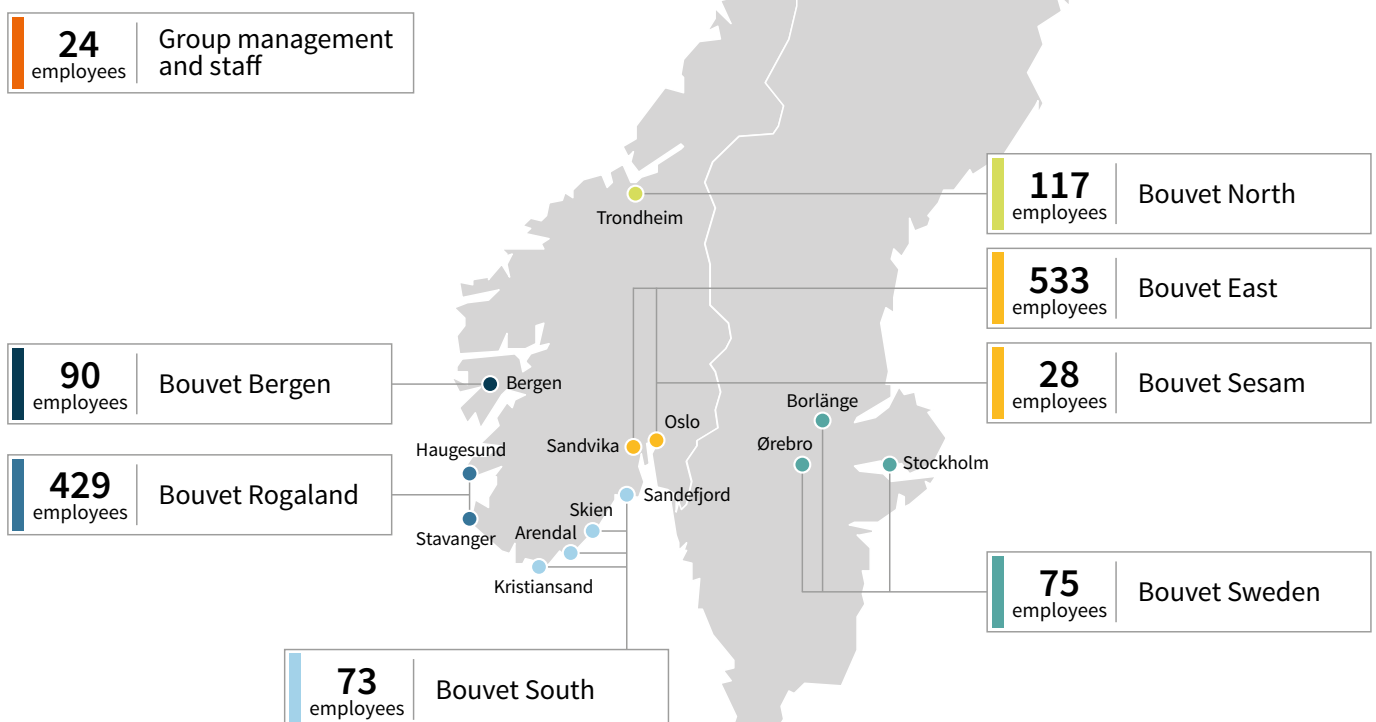 24
employees
Group management
and staff
117
employees
Bouvet North
Trondheim
533
employees
Bouvet East
28
employees
Bouvet Sesam
90
employees
Bouvet Bergen
Bergen
Borlänge
Oslo
Sandvika
Ørebro
Haugesund
Stockholm
429
employees
Bouvet Rogaland
Sandefjord
Skien
Arendal
Stavanger
Kristiansand
75
employees
Bouvet Sweden
73
employees
Bouvet South